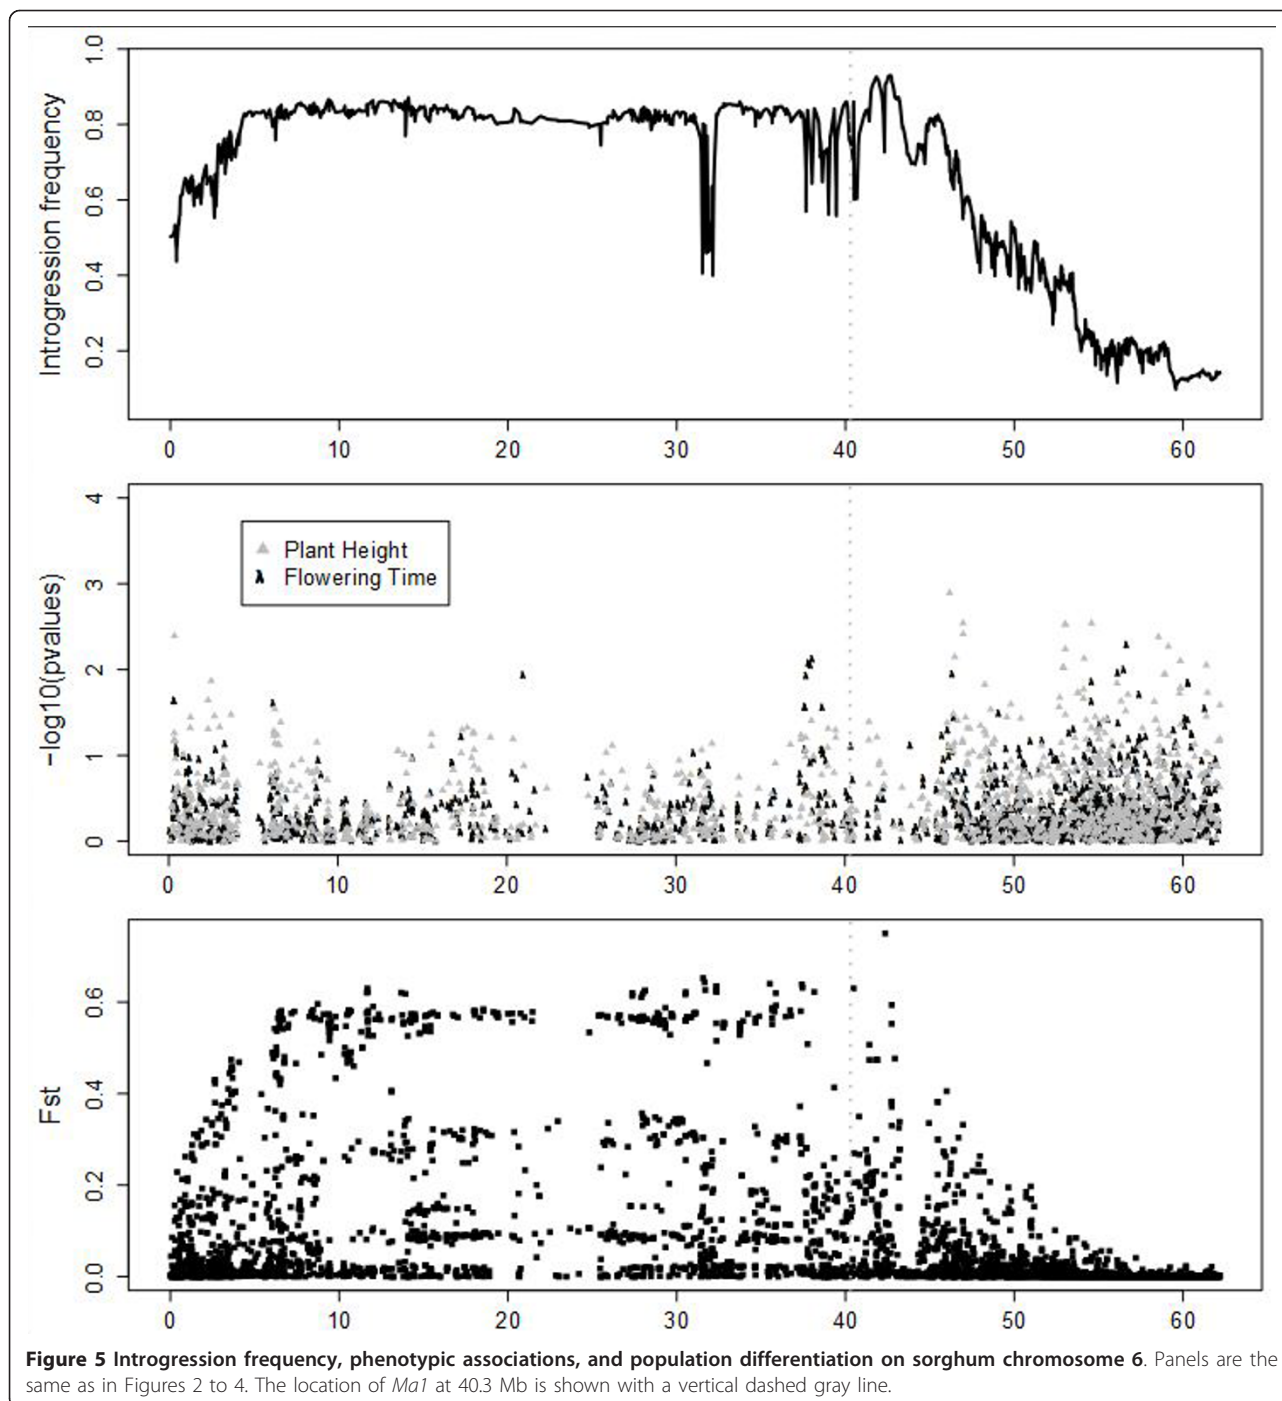 Introgression frequency
1.0
0.8
0.6
0.4
0.2
0 10 20 30 40 50 60
−log10(pvalues)
4
3
2
1
0
Plant Height
Flowering Time
0 10 20 30 40 50 60
Fst
0.6
0.4
0.2
0.0
0 10 20 30 40 50 60
Figure 5 Introgression frequency, phenotypic associations, and population differentiation on sorghum chromosome 6. Panels are the
same as in Figures 2 to 4. The location of Ma1 at 40.3 Mb is shown with a vertical dashed gray line.